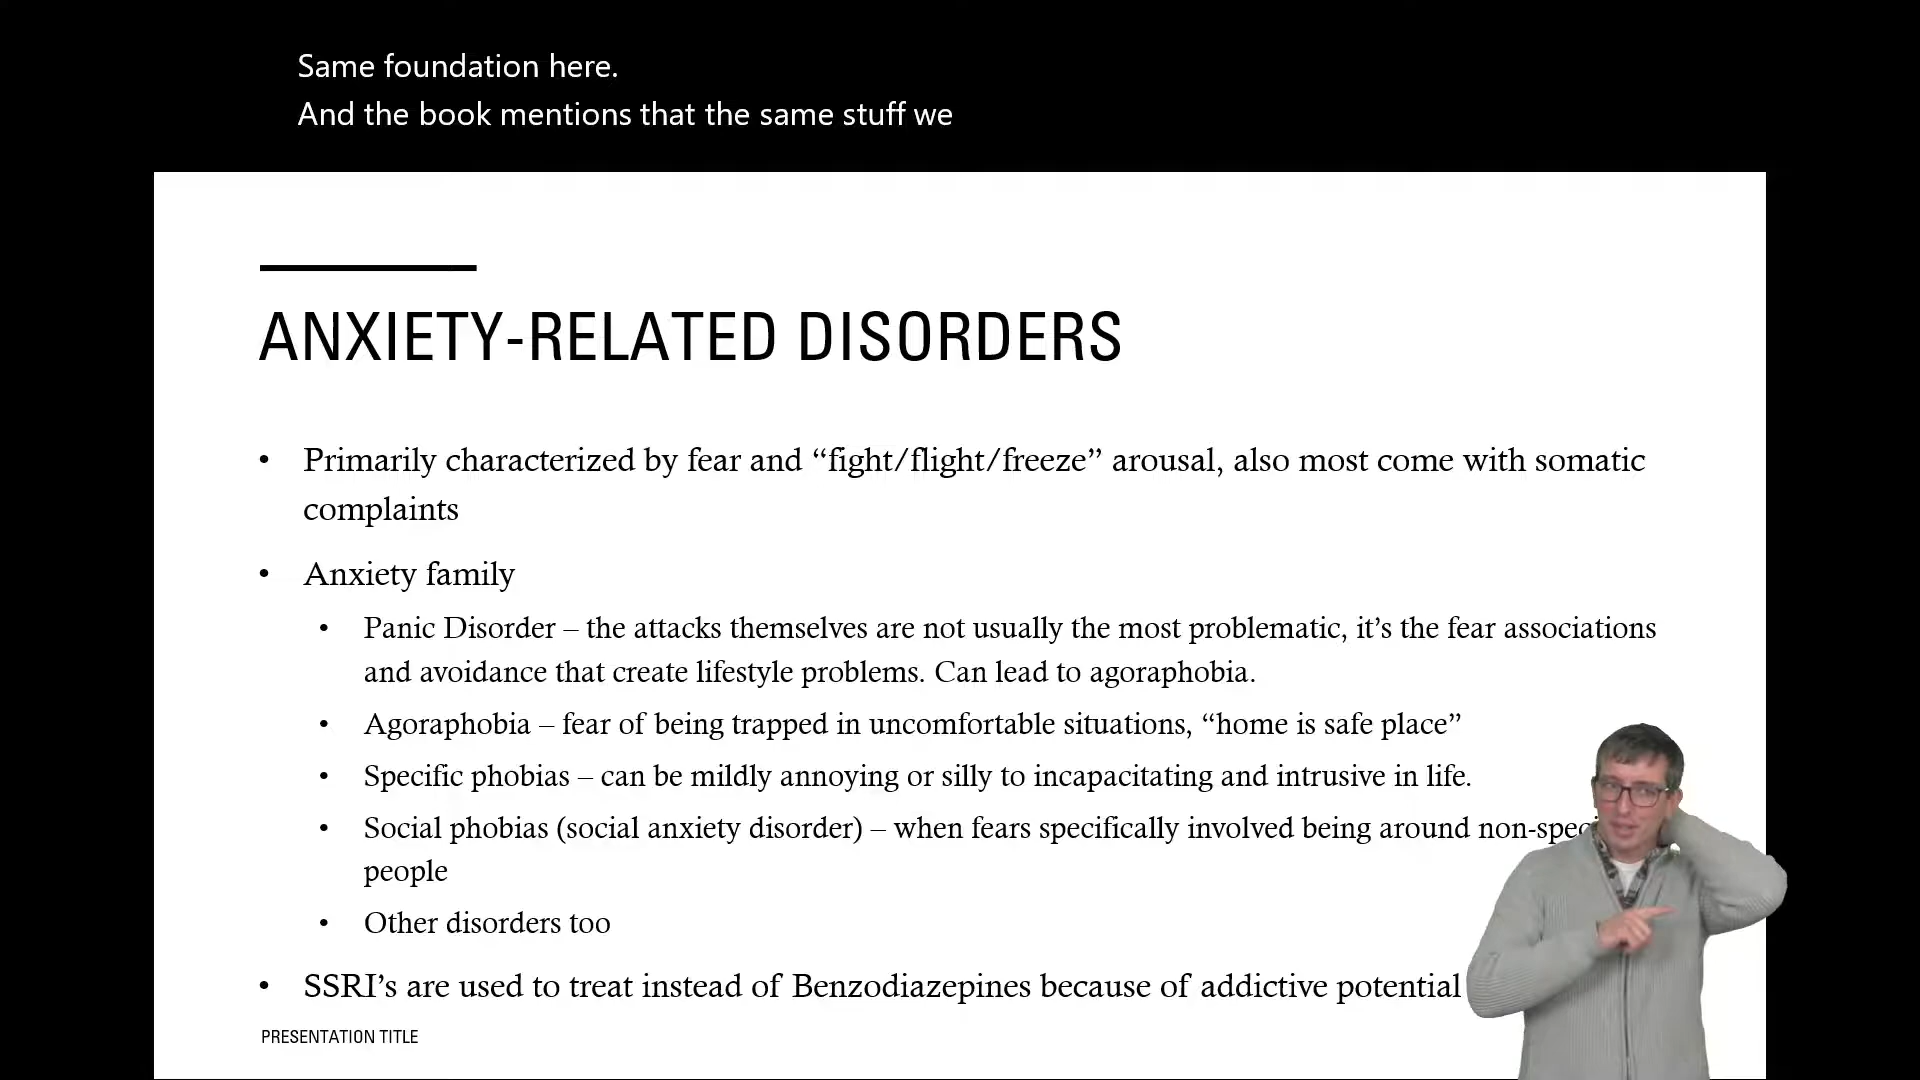 Same foundation here.
And the book mentions that the same stuff we
ANXIETY-RELATED DISORDERS
• Primarily characterized by fear and “fight/flight/freeze” arousal, also most come with somatic
complaints
• Anxiety family
• Panic Disorder – the attacks themselves are not usually the most problematic, it’s the fear associations
and avoidance that create lifestyle problems. Can lead to agoraphobia.
• Agoraphobia – fear of being trapped in uncomfortable situations, “home is safe place”
• Specific phobias – can be mildly annoying or silly to incapacitating and intrusive in life.
• Social phobias (social anxiety disorder) – when fears specifically involved being around
people
• Other disorders too
• SSRI’s are used to treat instead of Benzodiazepines because of addictive potential
PRESENTATION TITLE